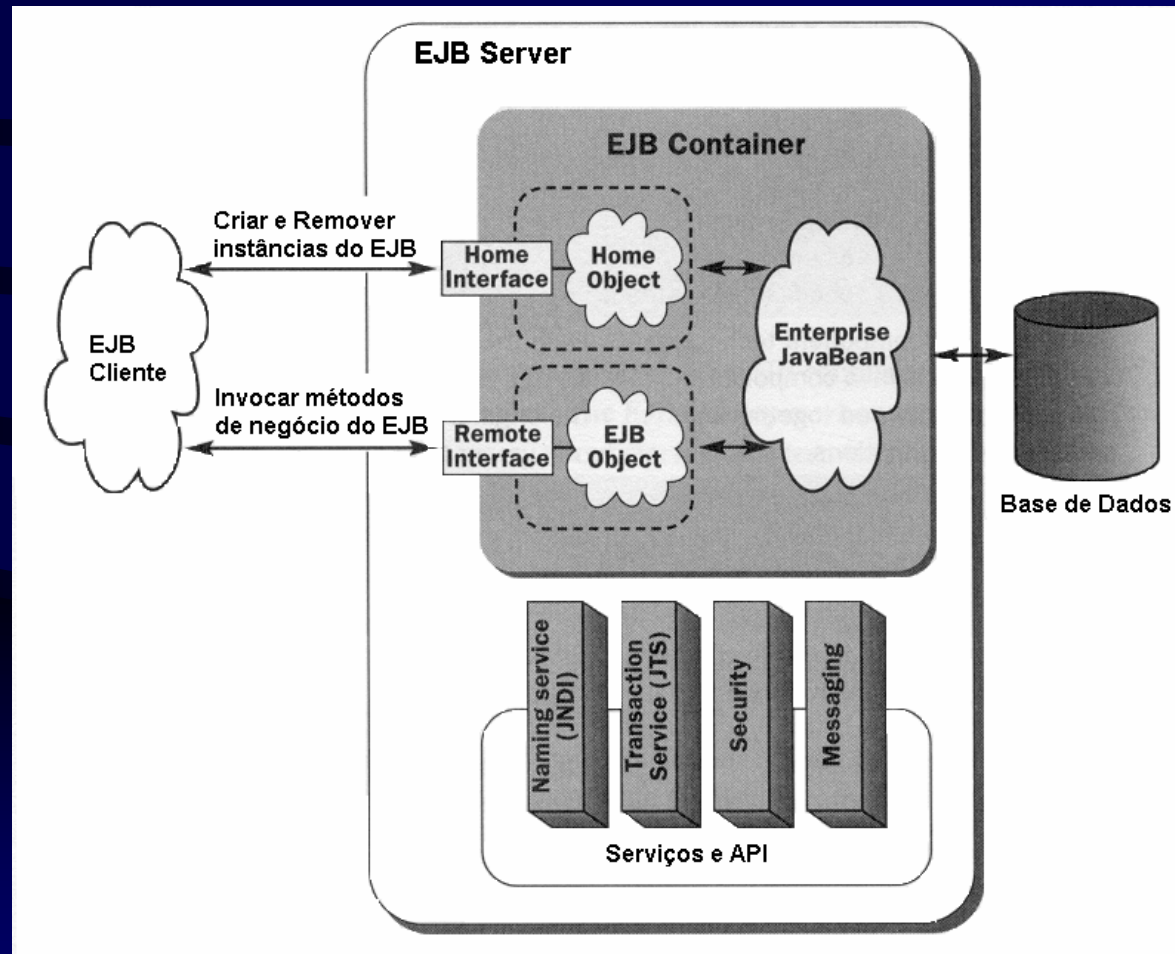 EJB Server
EJB Container
Criar e Remover
instâncias do EJB
Home
Interface
Home
Object
EJB
Cliente
Enterprise
JavaBean
Invocar métodos
de negócio do EJB
Remote
Interface
EJB
Object
Base de Dados
Naming service
(JNDI)
Transaction
Service (JTS)
Security
Messaging
Serviços e API